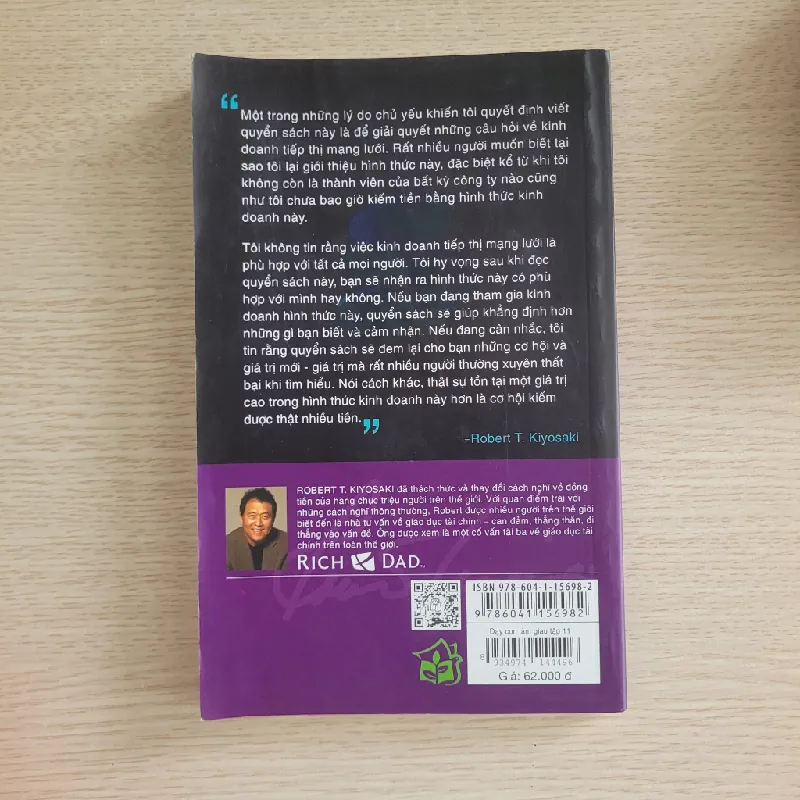 “
Một trong những lý do chủ yếu khiến tôi quyết định viết
quyển sách này là để giải quyết những câu hỏi về kinh
doanh tiếp thị mạng lưới. Rất nhiều người muốn biết tại
sao tôi lại giới thiệu hình thức này, đặc biệt kể từ khi tôi
không còn là thành viên của bất kỳ công ty nào cũng
như tôi chưa bao giờ kiếm tiền bằng hình thức kinh
doanh này.
Tôi không tin rằng việc kinh doanh tiếp thị mạng lưới là
phù hợp với tất cả mọi người. Tôi hy vọng sau khi đọc
quyển sách này, bạn sẽ nhận ra hình thức này có phù
hợp với mình hay không. Nếu bạn đang tham gia kinh
doanh hình thức này, quyển sách sẽ giúp khẳng định hơn
những gì bạn biết và cảm nhận. Nếu đang cân nhắc, tôi
tin rằng quyển sách sẽ đem lại cho bạn những cơ hội và
giá trị mới - giá trị mà rất nhiều người thường xuyên thất
bại khi tìm hiểu. Nói cách khác, thật sự tồn tại một giá trị
cao trong hình thức kinh doanh này hơn là cơ hội kiếm
được thật nhiều tiền.”
–Robert T. Kiyosaki
ROBERT T. KIYOSAKI đã thách thức và thay đổi cách nghĩ về đồng
tiền của hàng chục triệu người trên thế giới. Với quan điểm trái với
những cách nghĩ thông thường, Robert được nhiều người trên thế giới
biết đến là nhà tư vấn về giáo dục tài chính – can đảm, thẳng thắn, đi
thẳng vào vấn đề. Ông được xem là một cố vấn tài ba về giáo dục tài
chính trên toàn thế giới.
RICH DAD™
ISBN 978-604-1-15698-2
9 786041 156982
Dạy con làm giàu tập 11
8 934974 144496
Giá: 62.000 đ